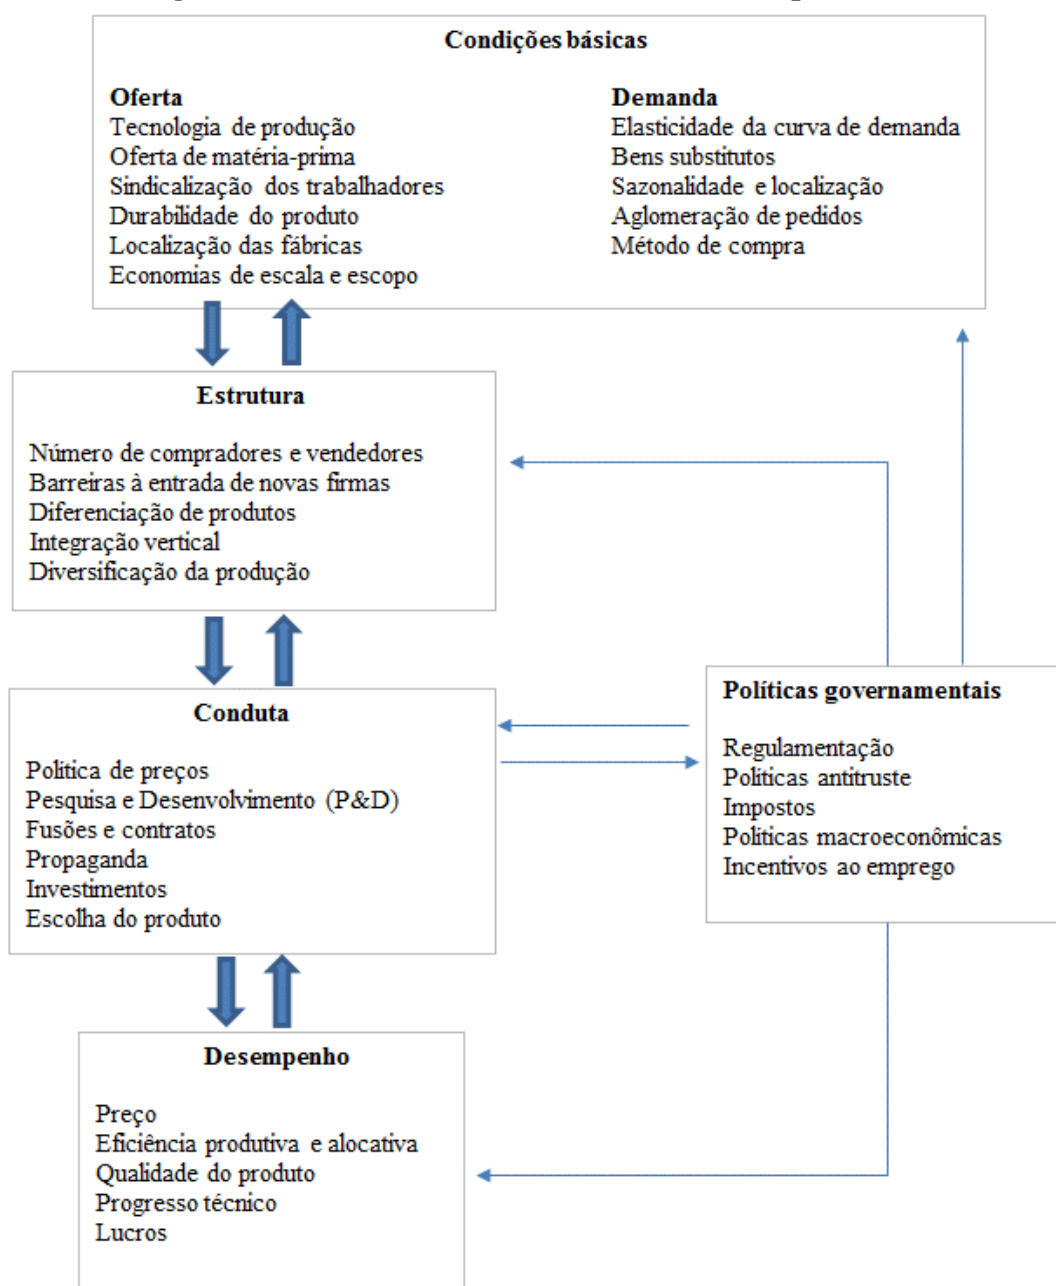 Condições básicas
Oferta
Tecnologia de produção
Oferta de matéria-prima
Sindicalização dos trabalhadores
Durabilidade do produto
Localização das fábricas
Economias de escala e escopo
Demanda
Elasticidade da curva de demanda
Bens substitutos
Sazonalidade e localização
Aglomeração de pedidos
Método de compra
Estrutura
Número de compradores e vendedores
Barreiras à entrada de novas firmas
Diferenciação de produtos
Integração vertical
Diversificação da produção
Conduta
Política de preços
Pesquisa e Desenvolvimento (P&D)
Fusões e contratos
Propaganda
Investimentos
Escolha do produto
Políticas governamentais
Regulamentação
Políticas antitruste
Impostos
Políticas macroeconômicas
Incentivos ao emprego
Desempenho
Preço
Eficiência produtiva e alocativa
Qualidade do produto
Progresso técnico
Lucros